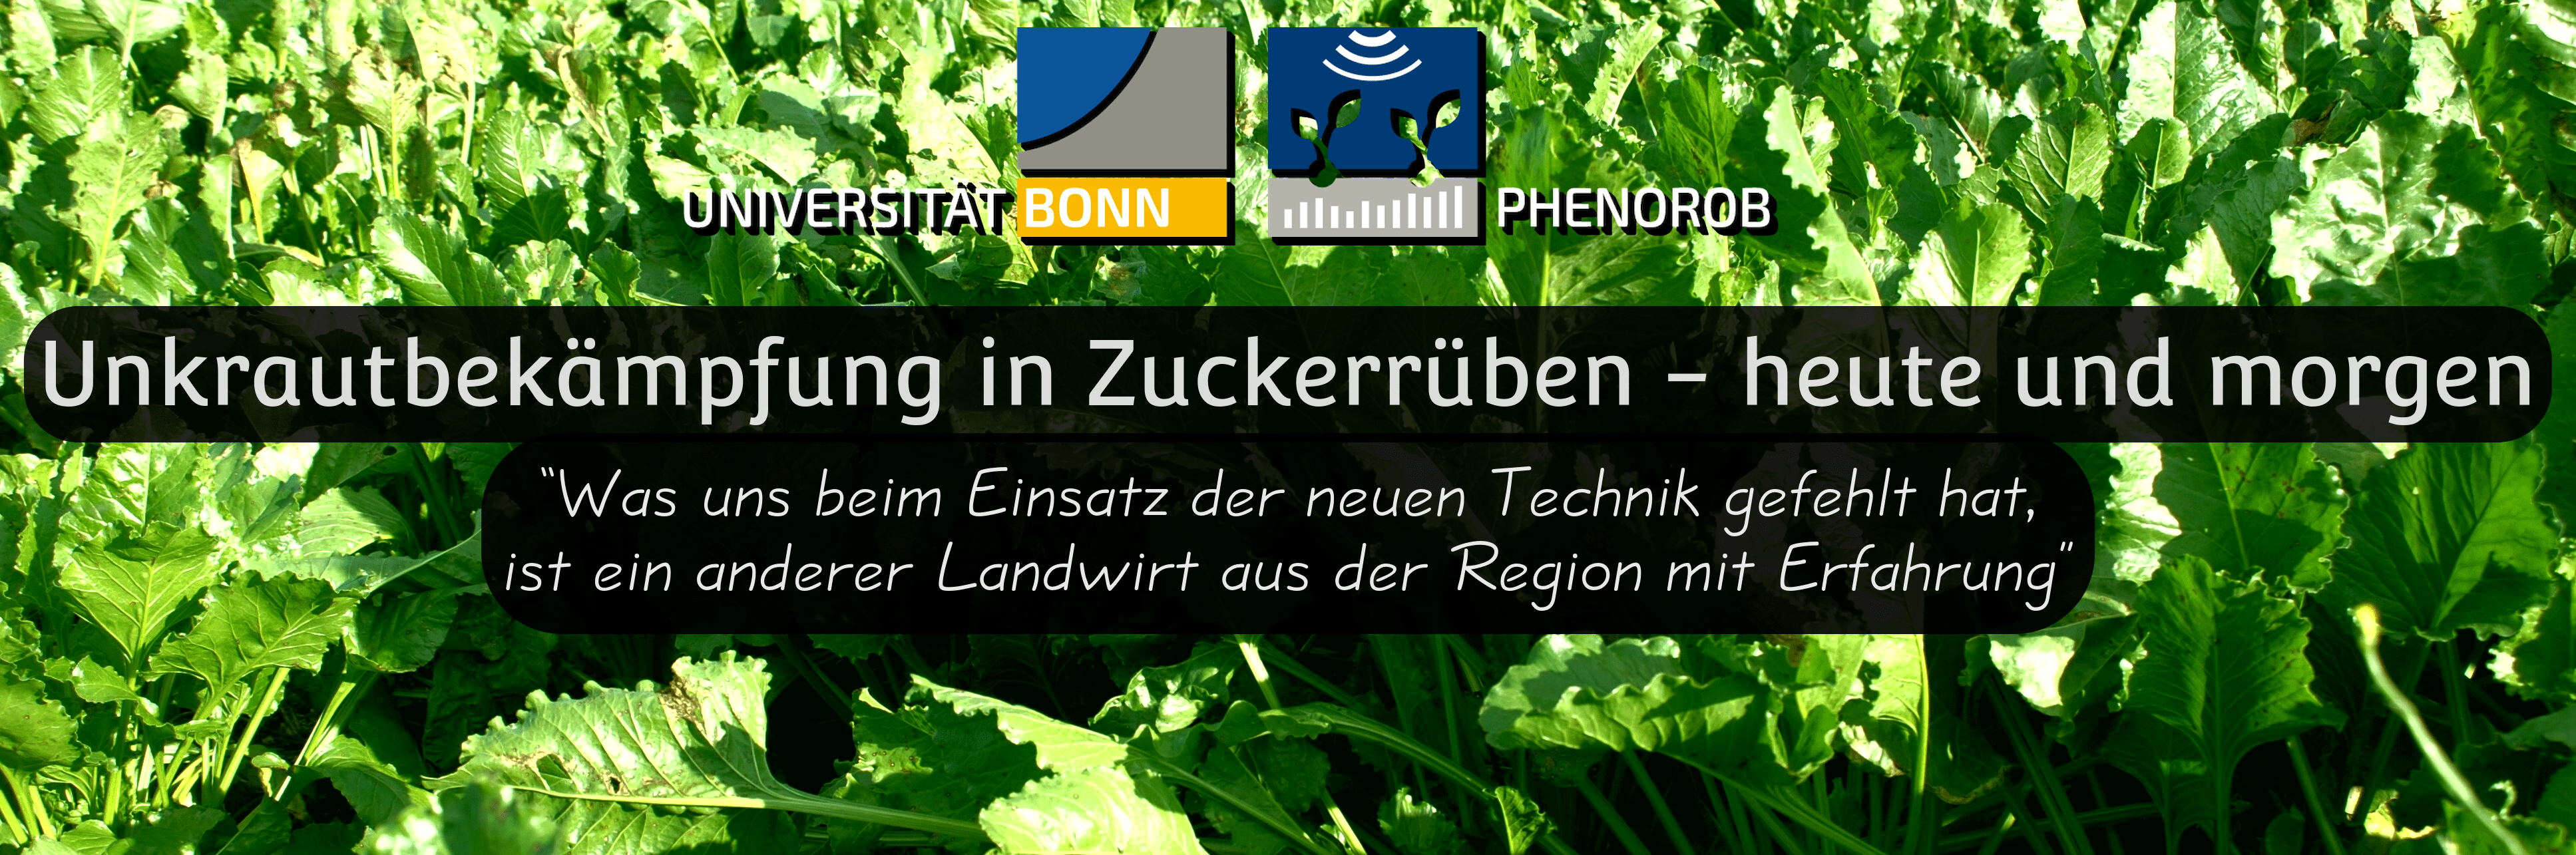 UNIVERSITÄT BONN PHENOROB
Unkrautbekämpfung in Zuckerrüben – heute und morgen
“Was uns beim Einsatz der neuen Technik gefehlt hat,
ist ein anderer Landwirt aus der Region mit Erfahrung”